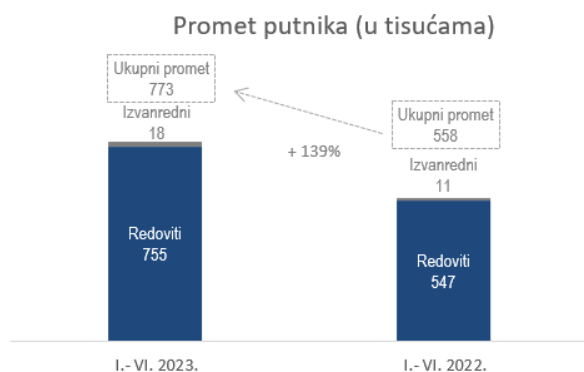 Promet putnika (u tisućama)
Ukupni promet
773
Izvanredni
18
Redoviti
755
+ 139%
Ukupni promet
558
Izvanredni
11
Redoviti
547
I.- VI. 2023.
I.- VI. 2022.